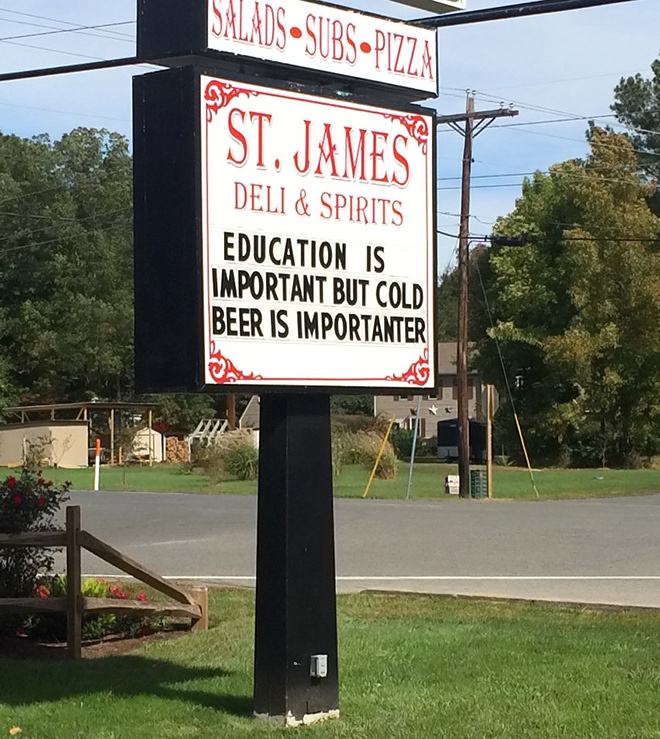 SALADS•SUBS•PIZZA
ST. JAMES
DELI & SPIRITS
EDUCATION IS
IMPORTANT BUT COLD
BEER IS IMPORTANTER